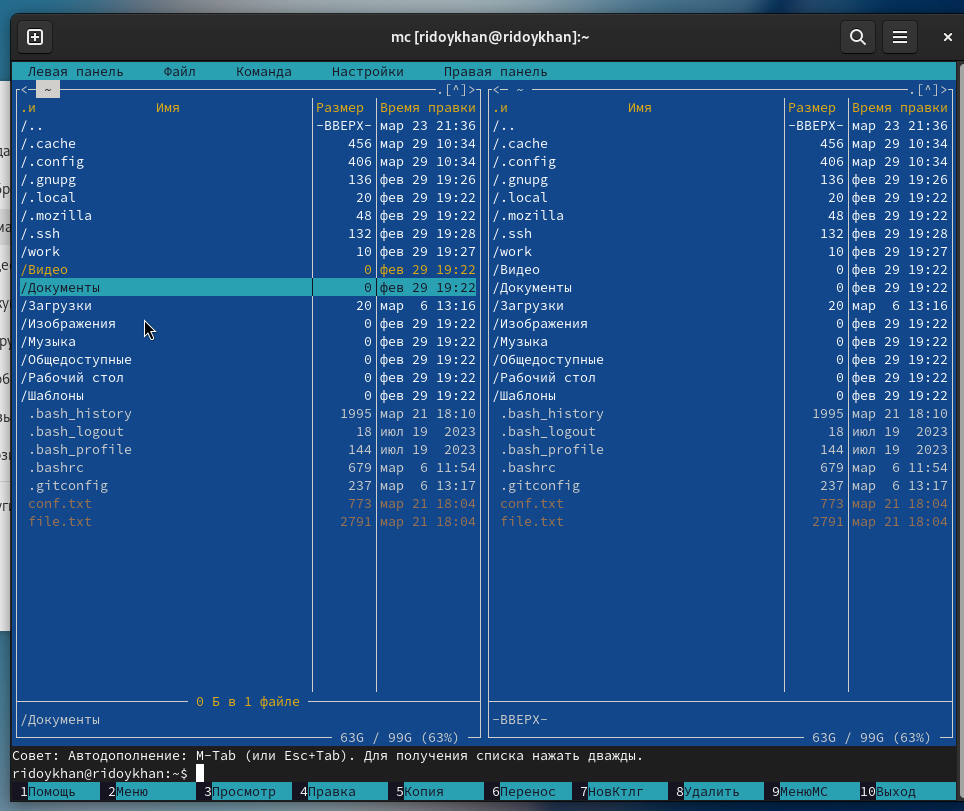 mc [ridoykhan@ridoykhan]:~
Левая панель Файл Команда Настройки Правая панель
<─ ~ .[^]> <─ ~ .[^]>
.и Имя Размер Время правки .и Имя Размер Время правки
/.. -ВВЕРХ- мар 23 21:36 /.. -ВВЕРХ- мар 23 21:36
/.cache 456 мар 29 10:34 /.cache 456 мар 29 10:34
/.config 406 мар 29 10:34 /.config 406 мар 29 10:34
/.gnupg 136 фев 29 19:26 /.gnupg 136 фев 29 19:26
/.local 20 фев 29 19:22 /.local 20 фев 29 19:22
/.mozilla 48 фев 29 19:22 /.mozilla 48 фев 29 19:22
/.ssh 132 фев 29 19:28 /.ssh 132 фев 29 19:28
/work 10 фев 29 19:27 /work 10 фев 29 19:27
/Видео 0 фев 29 19:22 /Видео 0 фев 29 19:22
/Документы 0 фев 29 19:22 /Документы 0 фев 29 19:22
/Загрузки 20 мар 6 13:16 /Загрузки 20 мар 6 13:16
/Изображения 0 фев 29 19:22 /Изображения 0 фев 29 19:22
/Музыка 0 фев 29 19:22 /Музыка 0 фев 29 19:22
/Общедоступные 0 фев 29 19:22 /Общедоступные 0 фев 29 19:22
/Рабочий стол 0 фев 29 19:22 /Рабочий стол 0 фев 29 19:22
/Шаблоны 0 фев 29 19:22 /Шаблоны 0 фев 29 19:22
.bash_history 1995 мар 21 18:10 .bash_history 1995 мар 21 18:10
.bash_logout 18 июл 19 2023 .bash_logout 18 июл 19 2023
.bash_profile 144 июл 19 2023 .bash_profile 144 июл 19 2023
.bashrc 679 мар 6 11:54 .bashrc 679 мар 6 11:54
.gitconfig 237 мар 6 13:17 .gitconfig 237 мар 6 13:17
conf.txt 773 мар 21 18:04 conf.txt 773 мар 21 18:04
file.txt 2791 мар 21 18:04 file.txt 2791 мар 21 18:04
0 Б в 1 файле
/Документы -ВВЕРХ-
63G / 99G (63%) 63G / 99G (63%)
Совет: Автодополнение: M-Tab (или Esc+Tab). Для получения списка нажать дважды.
ridoykhan@ridoykhan:~$
1Помощь 2Меню 3Просмотр 4Правка 5Копия 6Перенос 7НовКтлг 8Удалить 9МенюМС 10Выход